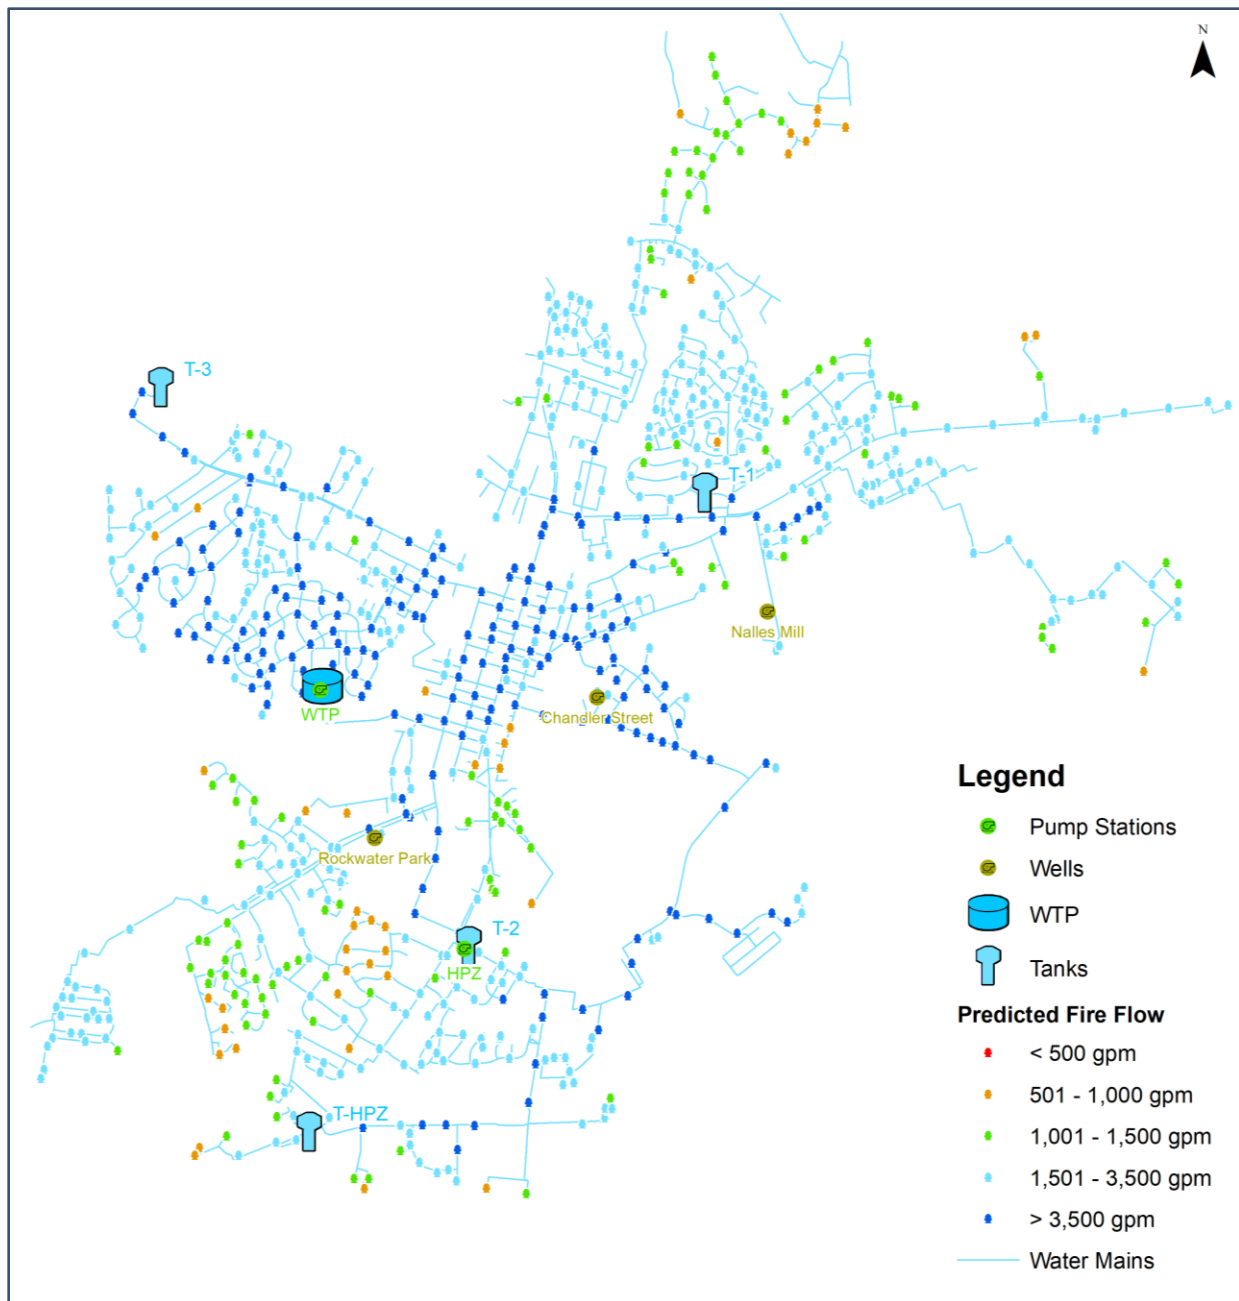 N
T-3
T-1
Nalles Mill
WTP
Chandler Street
Rockwater Park
T-2
HPZ
T-HPZ
Legend
Pump Stations
Wells
WTP
Tanks
Predicted Fire Flow
< 500 gpm
501 - 1,000 gpm
1,001 - 1,500 gpm
1,501 - 3,500 gpm
> 3,500 gpm
Water Mains